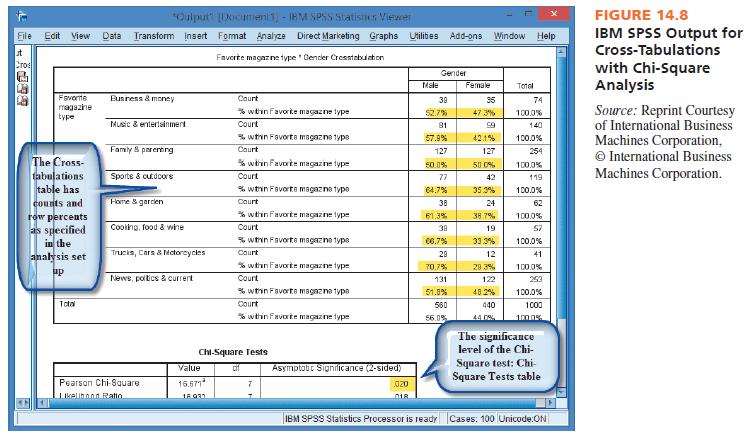 *Output1 [Document1] - IBM SPSS Statistics Viewer
File Edit View Data Transform Insert Format Analyze Direct Marketing Graphs Utilities Add-ons Window Help
Favorite magazine type * Gender Crosstabulation
Gender
Male Female Total
Favorite magazine type Business & money Count 39 35 74
% within Favorite magazine type 52.7% 47.3% 100.0%
Music & entertainment Count 81 59 140
% within Favorite magazine type 57.9% 42.1% 100.0%
Family & parenting Count 127 127 254
% within Favorite magazine type 50.0% 50.0% 100.0%
Sports & outdoors Count 77 42 119
% within Favorite magazine type 64.7% 35.3% 100.0%
Home & garden Count 38 24 62
% within Favorite magazine type 61.3% 38.7% 100.0%
Cooking, food & wine Count 38 19 57
% within Favorite magazine type 66.7% 33.3% 100.0%
Trucks, Cars & Motorcycles Count 29 12 41
% within Favorite magazine type 70.7% 29.3% 100.0%
News, politics & current Count 131 122 253
% within Favorite magazine type 51.8% 48.2% 100.0%
Total Count 560 440 1000
% within Favorite magazine type 56.0% 44.0% 100.0%
The Cross-
tabulations
table has
counts and
row percents
as specified
in the
analysis set
up
Chi-Square Tests
Value df Asymptotic Significance (2-sided)
Pearson Chi-Square 16.671ª 7 .020
Likelihood Ratio 16.930 7 .018
The significance
level of the Chi-
Square test: Chi-
Square Tests table
IBM SPSS Statistics Processor is ready Cases: 100 Unicode:ON
FIGURE 14.8
IBM SPSS Output for
Cross-Tabulations
with Chi-Square
Analysis
Source: Reprint Courtesy
of International Business
Machines Corporation,
© International Business
Machines Corporation.